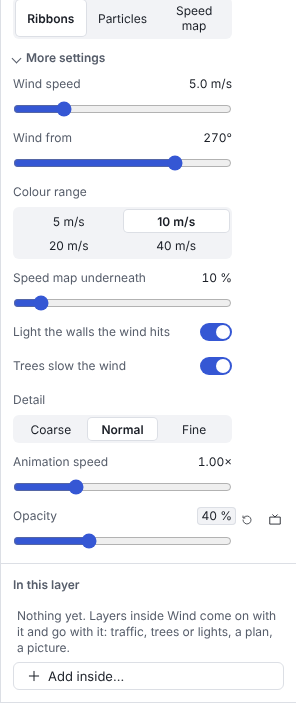 Ribbons
Particles
Speed
map
More settings
Wind speed 5.0 m/s
Wind from 270°
Colour range
5 m/s 10 m/s
20 m/s 40 m/s
Speed map underneath 10 %
Light the walls the wind hits
Trees slow the wind
Detail
Coarse Normal Fine
Animation speed 1.00×
Opacity 40 %
In this layer
Nothing yet. Layers inside Wind come on with
it and go with it: traffic, trees or lights, a plan,
a picture.
+ Add inside...